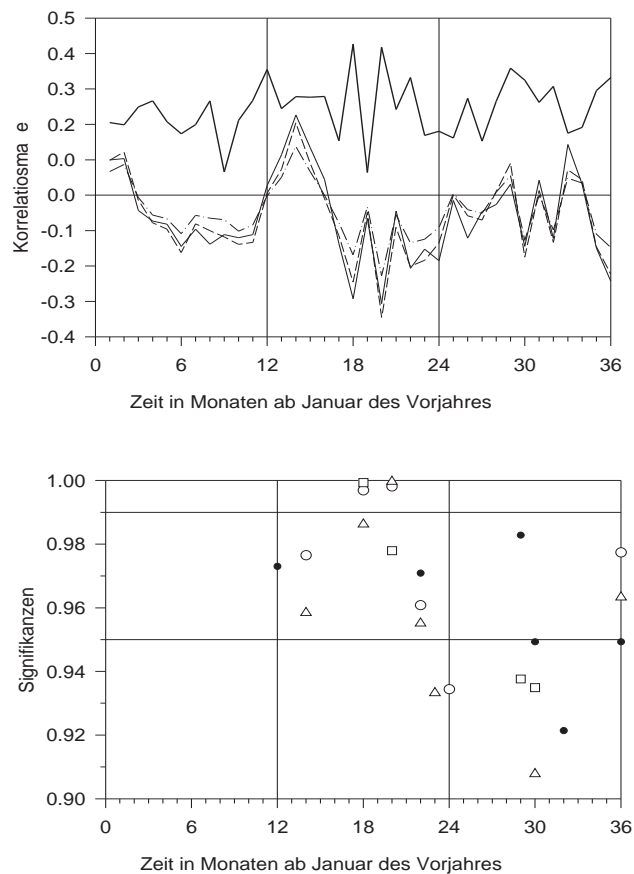 0.5
0.4
0.3
0.2
0.0
0.0
-0.1
-0.2
-0.3
-0.4
Korrelatiosma e
0 6 12 18 24 30 36
Zeit in Monaten ab Januar des Vorjahres
1.00
0.98
0.96
0.94
0.92
0.90
Signifikanzen
0 6 12 18 24 30 36
Zeit in Monaten ab Januar des Vorjahres